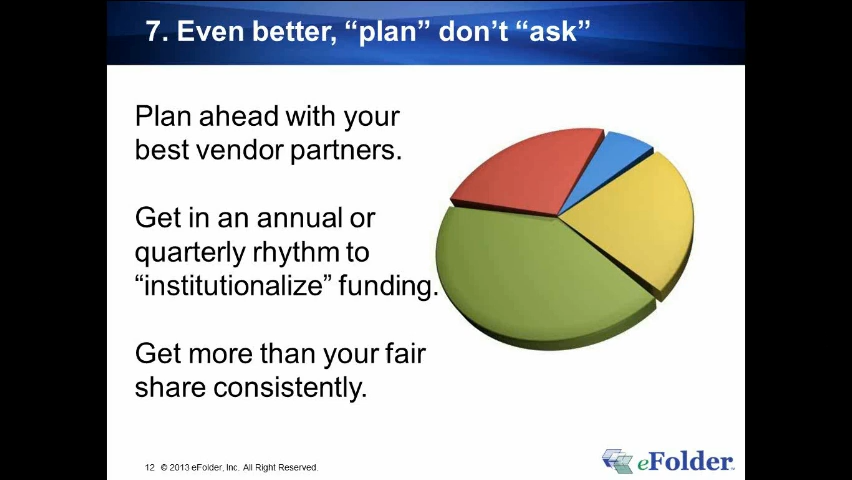 7. Even better, “plan” don’t “ask”
Plan ahead with your
best vendor partners.
Get in an annual or
quarterly rhythm to
“institutionalize” funding.
Get more than your fair
share consistently.
12 © 2013 eFolder, Inc. All Right Reserved.
eFolder